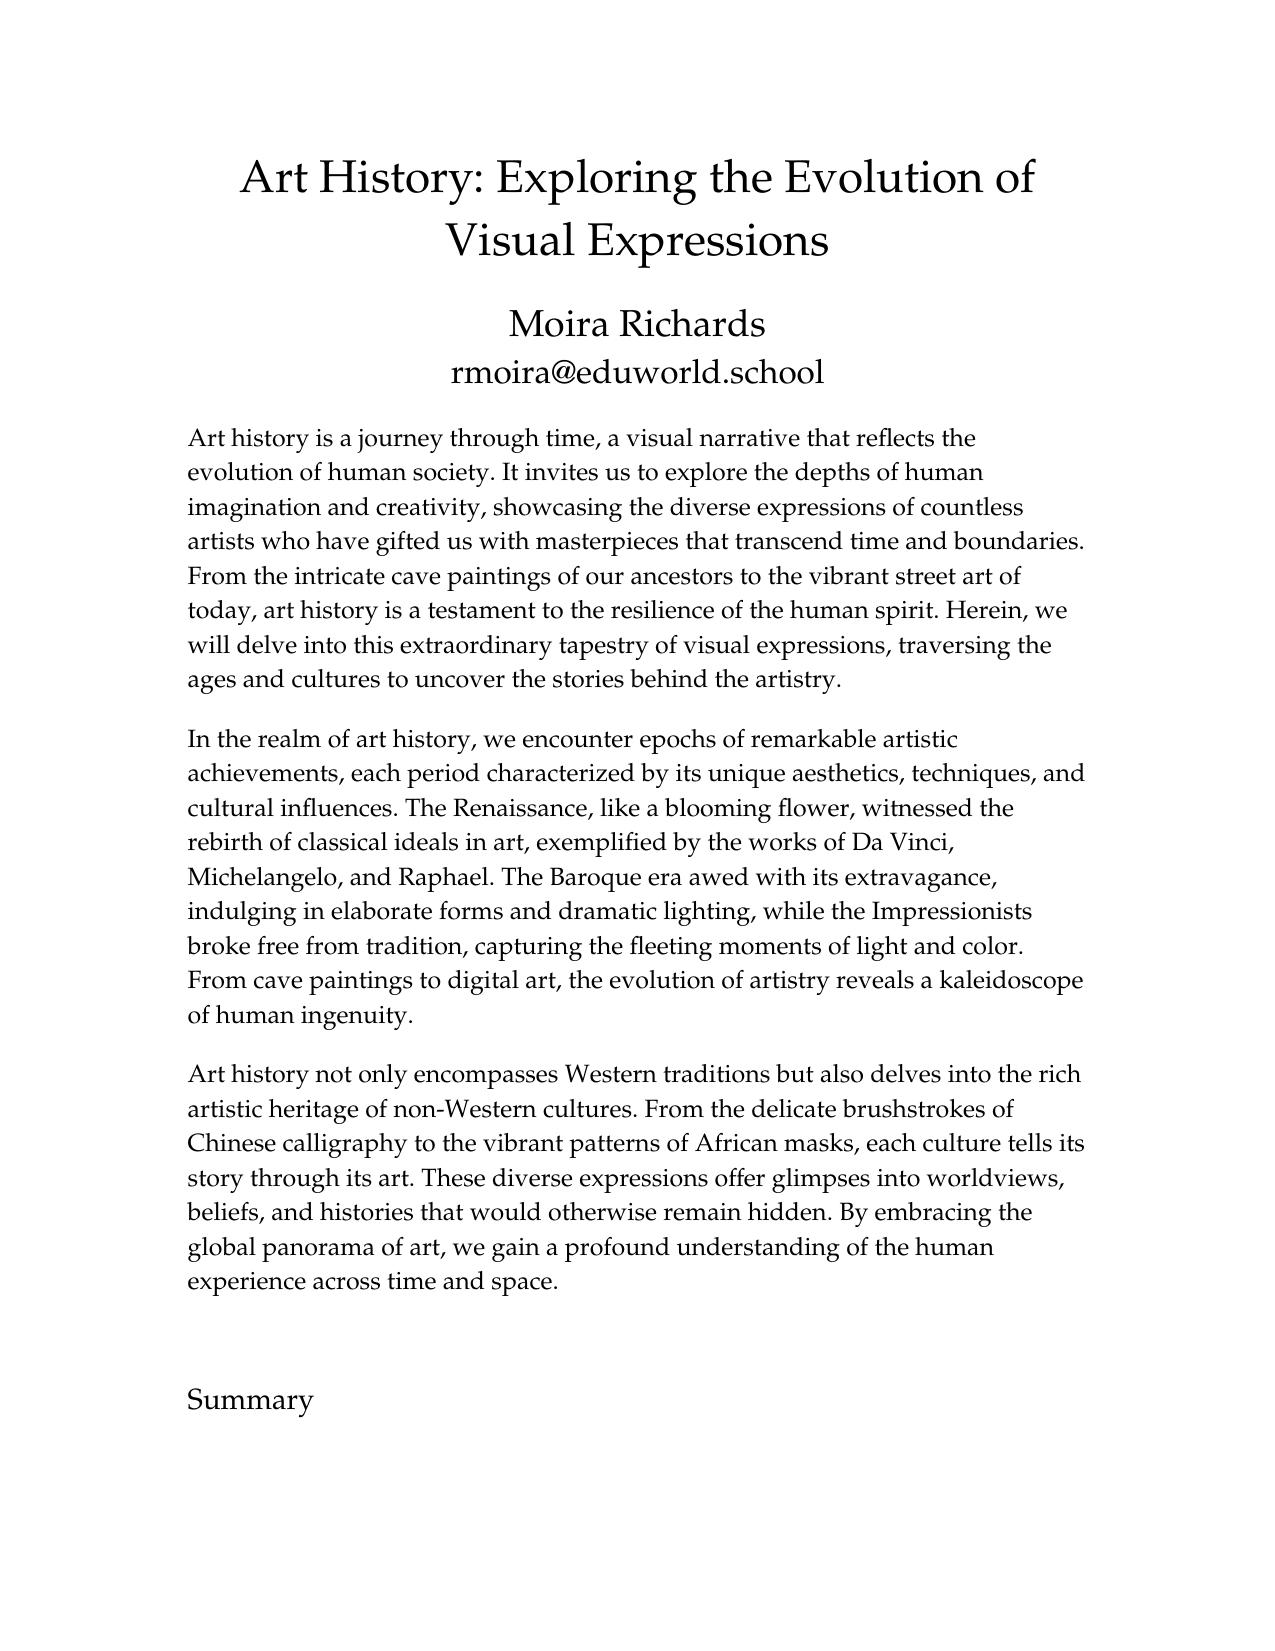 Art History: Exploring the Evolution of
Visual Expressions
Moira Richards
rmoira@eduworld.school
Art history is a journey through time, a visual narrative that reflects the
evolution of human society. It invites us to explore the depths of human
imagination and creativity, showcasing the diverse expressions of countless
artists who have gifted us with masterpieces that transcend time and boundaries.
From the intricate cave paintings of our ancestors to the vibrant street art of
today, art history is a testament to the resilience of the human spirit. Herein, we
will delve into this extraordinary tapestry of visual expressions, traversing the
ages and cultures to uncover the stories behind the artistry.
In the realm of art history, we encounter epochs of remarkable artistic
achievements, each period characterized by its unique aesthetics, techniques, and
cultural influences. The Renaissance, like a blooming flower, witnessed the
rebirth of classical ideals in art, exemplified by the works of Da Vinci,
Michelangelo, and Raphael. The Baroque era awed with its extravagance,
indulging in elaborate forms and dramatic lighting, while the Impressionists
broke free from tradition, capturing the fleeting moments of light and color.
From cave paintings to digital art, the evolution of artistry reveals a kaleidoscope
of human ingenuity.
Art history not only encompasses Western traditions but also delves into the rich
artistic heritage of non-Western cultures. From the delicate brushstrokes of
Chinese calligraphy to the vibrant patterns of African masks, each culture tells its
story through its art. These diverse expressions offer glimpses into worldviews,
beliefs, and histories that would otherwise remain hidden. By embracing the
global panorama of art, we gain a profound understanding of the human
experience across time and space.
Summary